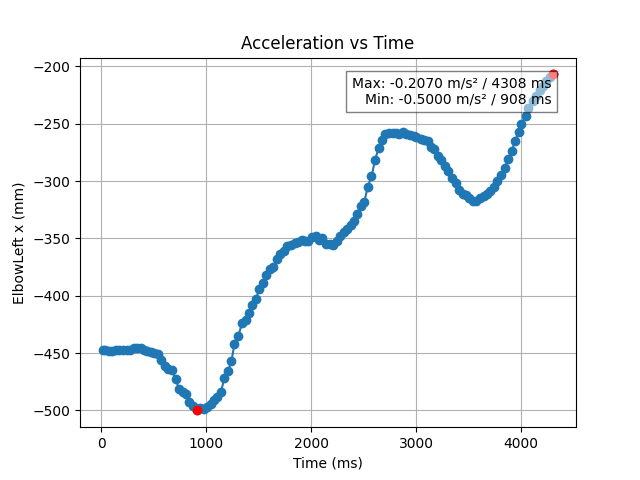 Acceleration vs Time
Max: -0.2070 m/s² / 4308 ms
Min: -0.5000 m/s² / 908 ms
ElbowLeft x (mm)
−200
−250
−300
−350
−400
−450
−500
0 1000 2000 3000 4000
Time (ms)